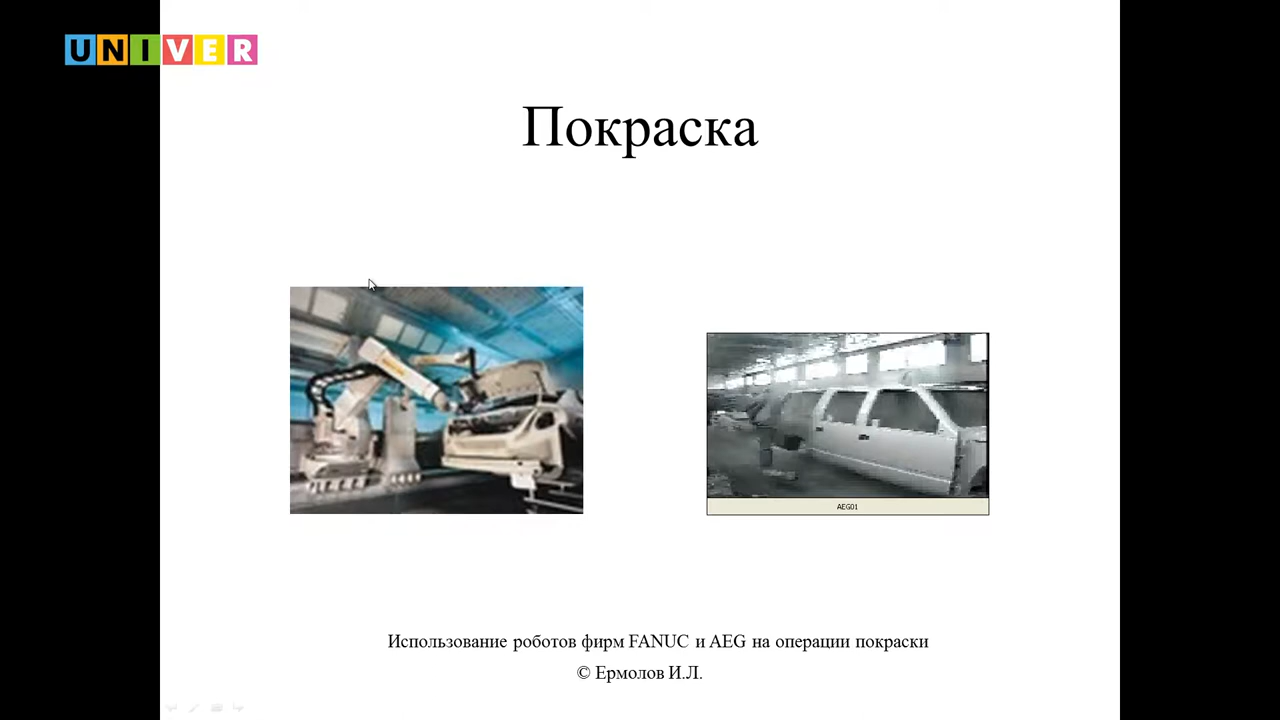 UNIVER
Покраска
AEG01
Использование роботов фирм FANUC и AEG на операции покраски
© Ермолов И.Л.